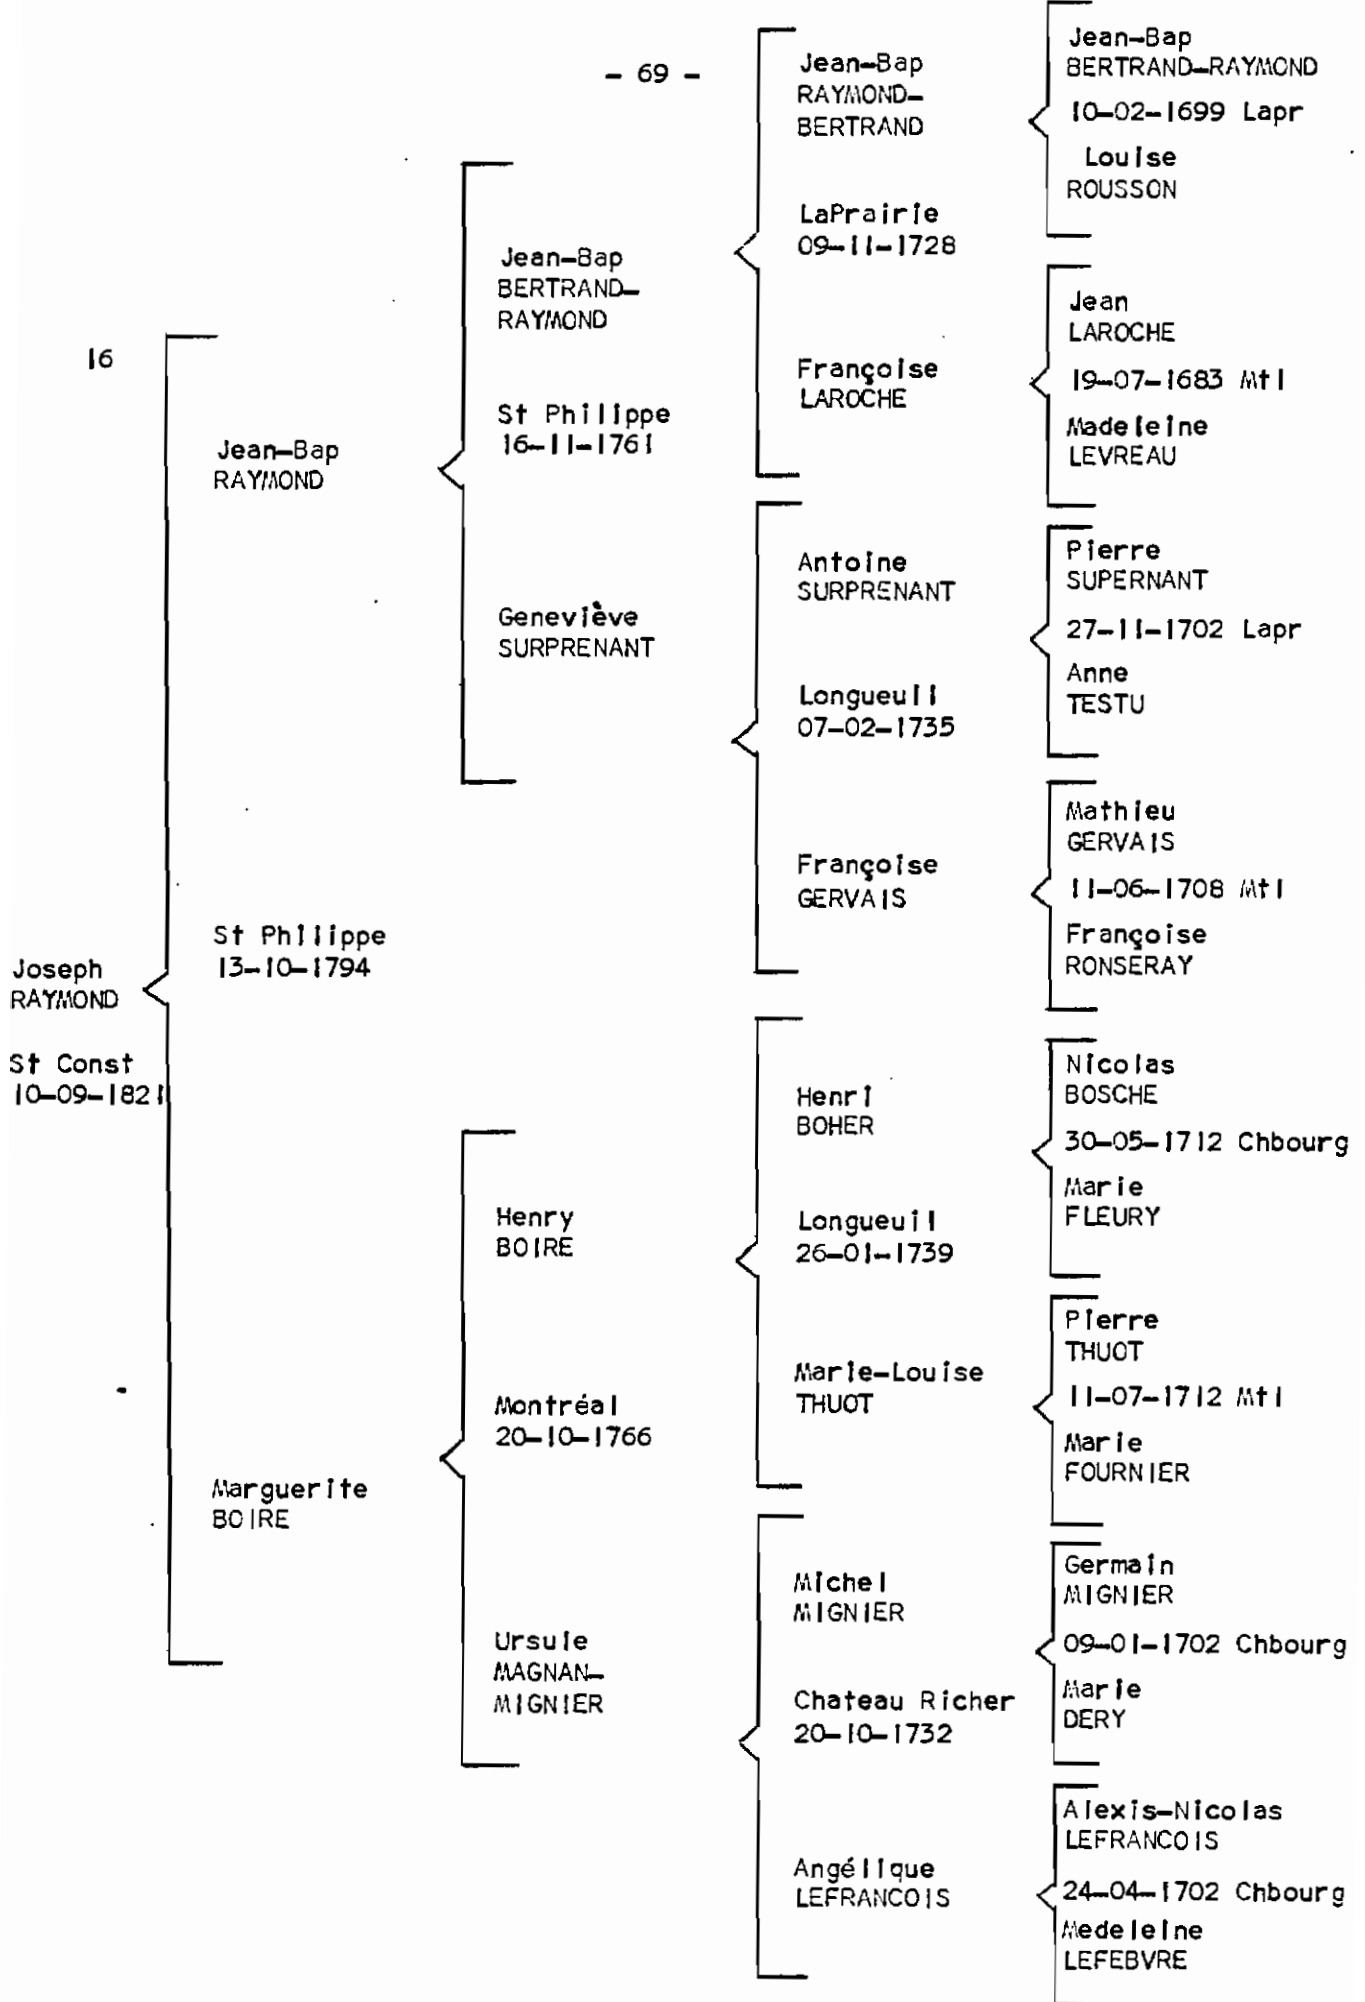 - 69 -
16
Joseph
RAYMOND
St Const
10-09-1821
Jean-Bap
RAYMOND
St Philippe
13-10-1794
Marguerite
BOIRE
Jean-Bap
BERTRAND-
RAYMOND
St Philippe
16-11-1761
Geneviève
SURPRENANT
Henry
BOIRE
Montréal
20-10-1766
Ursule
MAGNAN-
MIGNIER
Jean-Bap
RAYMOND-
BERTRAND
LaPrairie
09-11-1728
Françoise
LAROCHE
Antoine
SURPRENANT
Longueuil
07-02-1735
Françoise
GERVAIS
Henri
BOHER
Longueuil
26-01-1739
Marie-Louise
THUOT
Michel
MIGNIER
Chateau Richer
20-10-1732
Angélique
LEFRANCOIS
Jean-Bap
BERTRAND-RAYMOND
10-02-1699 Lapr
Louise
ROUSSON
Jean
LAROCHE
19-07-1683 Mtl
Madeleine
LEVREAU
Pierre
SUPERNANT
27-11-1702 Lapr
Anne
TESTU
Mathieu
GERVAIS
11-06-1708 Mtl
Françoise
RONSERAY
Nicolas
BOSCHE
30-05-1712 Chbourg
Marie
FLEURY
Pierre
THUOT
11-07-1712 Mtl
Marie
FOURNIER
Germain
MIGNIER
09-01-1702 Chbourg
Marie
DERY
Alexis-Nicolas
LEFRANCOIS
24-04-1702 Chbourg
Medeleine
LEFEBVRE